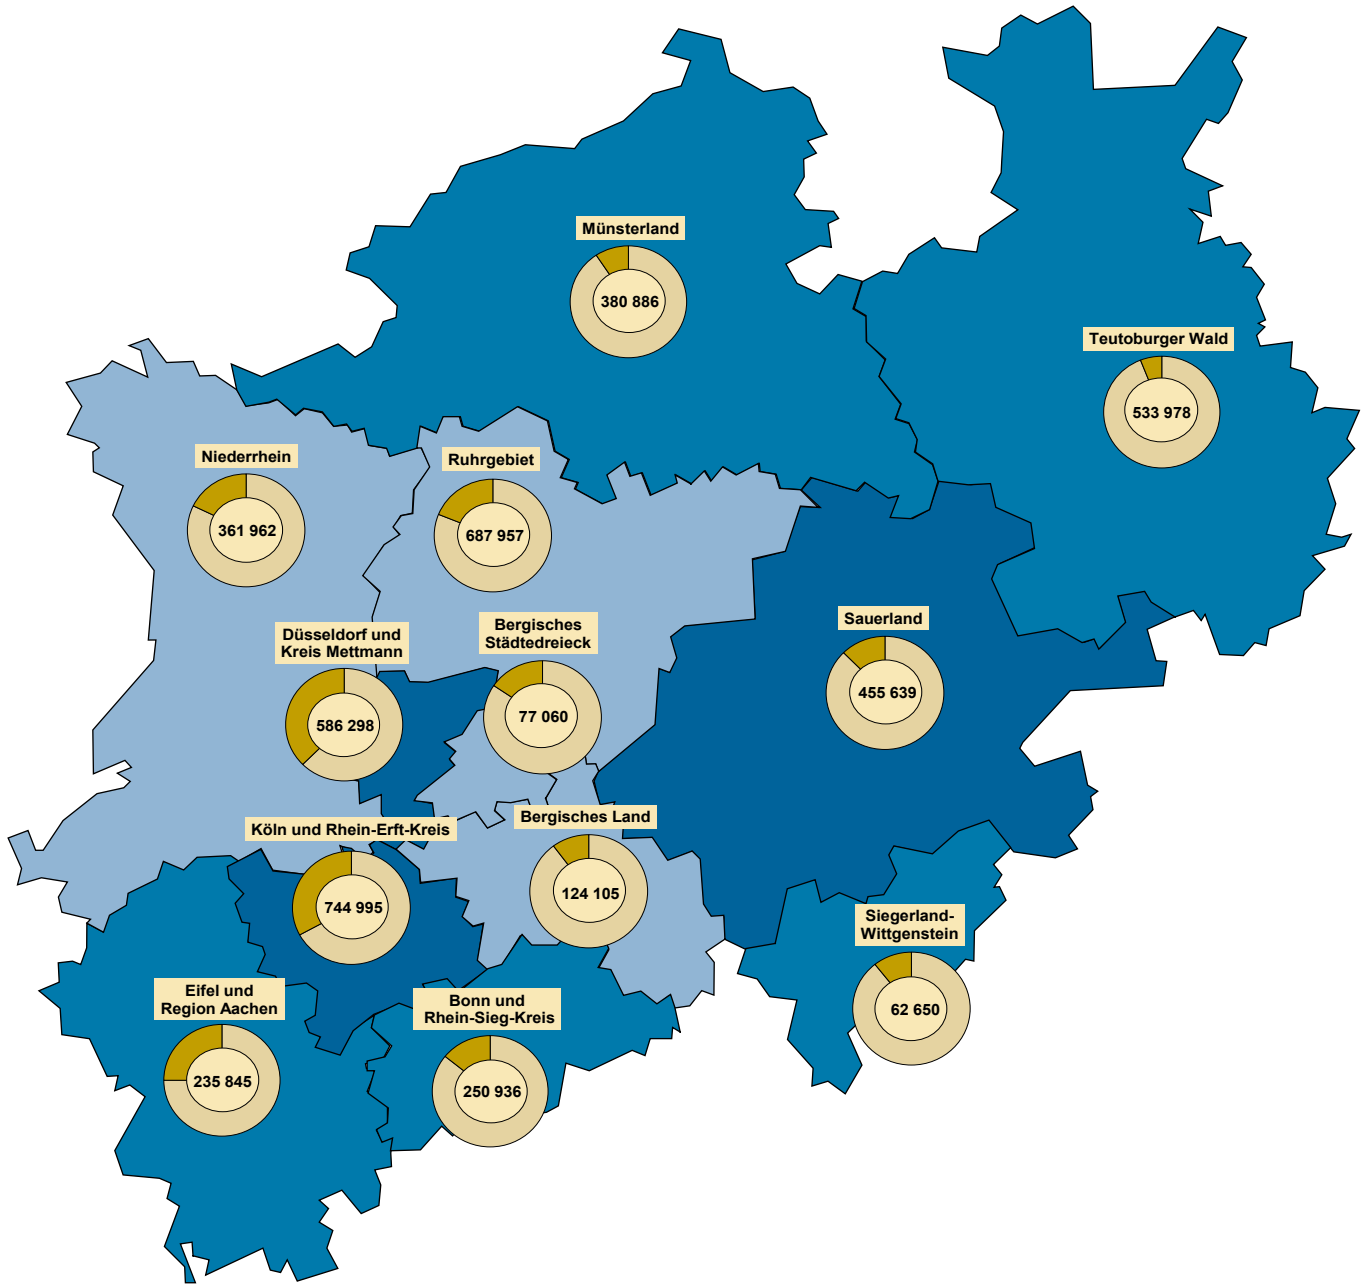 Münsterland
380 886
Teutoburger Wald
533 978
Niederrhein
361 962
Ruhrgebiet
687 957
Düsseldorf und
Kreis Mettmann
586 298
Bergisches
Städtedreieck
77 060
Sauerland
455 639
Köln und Rhein-Erft-Kreis
744 995
Bergisches Land
124 105
Siegerland-
Wittgenstein
62 650
Eifel und
Region Aachen
235 845
Bonn und
Rhein-Sieg-Kreis
250 936